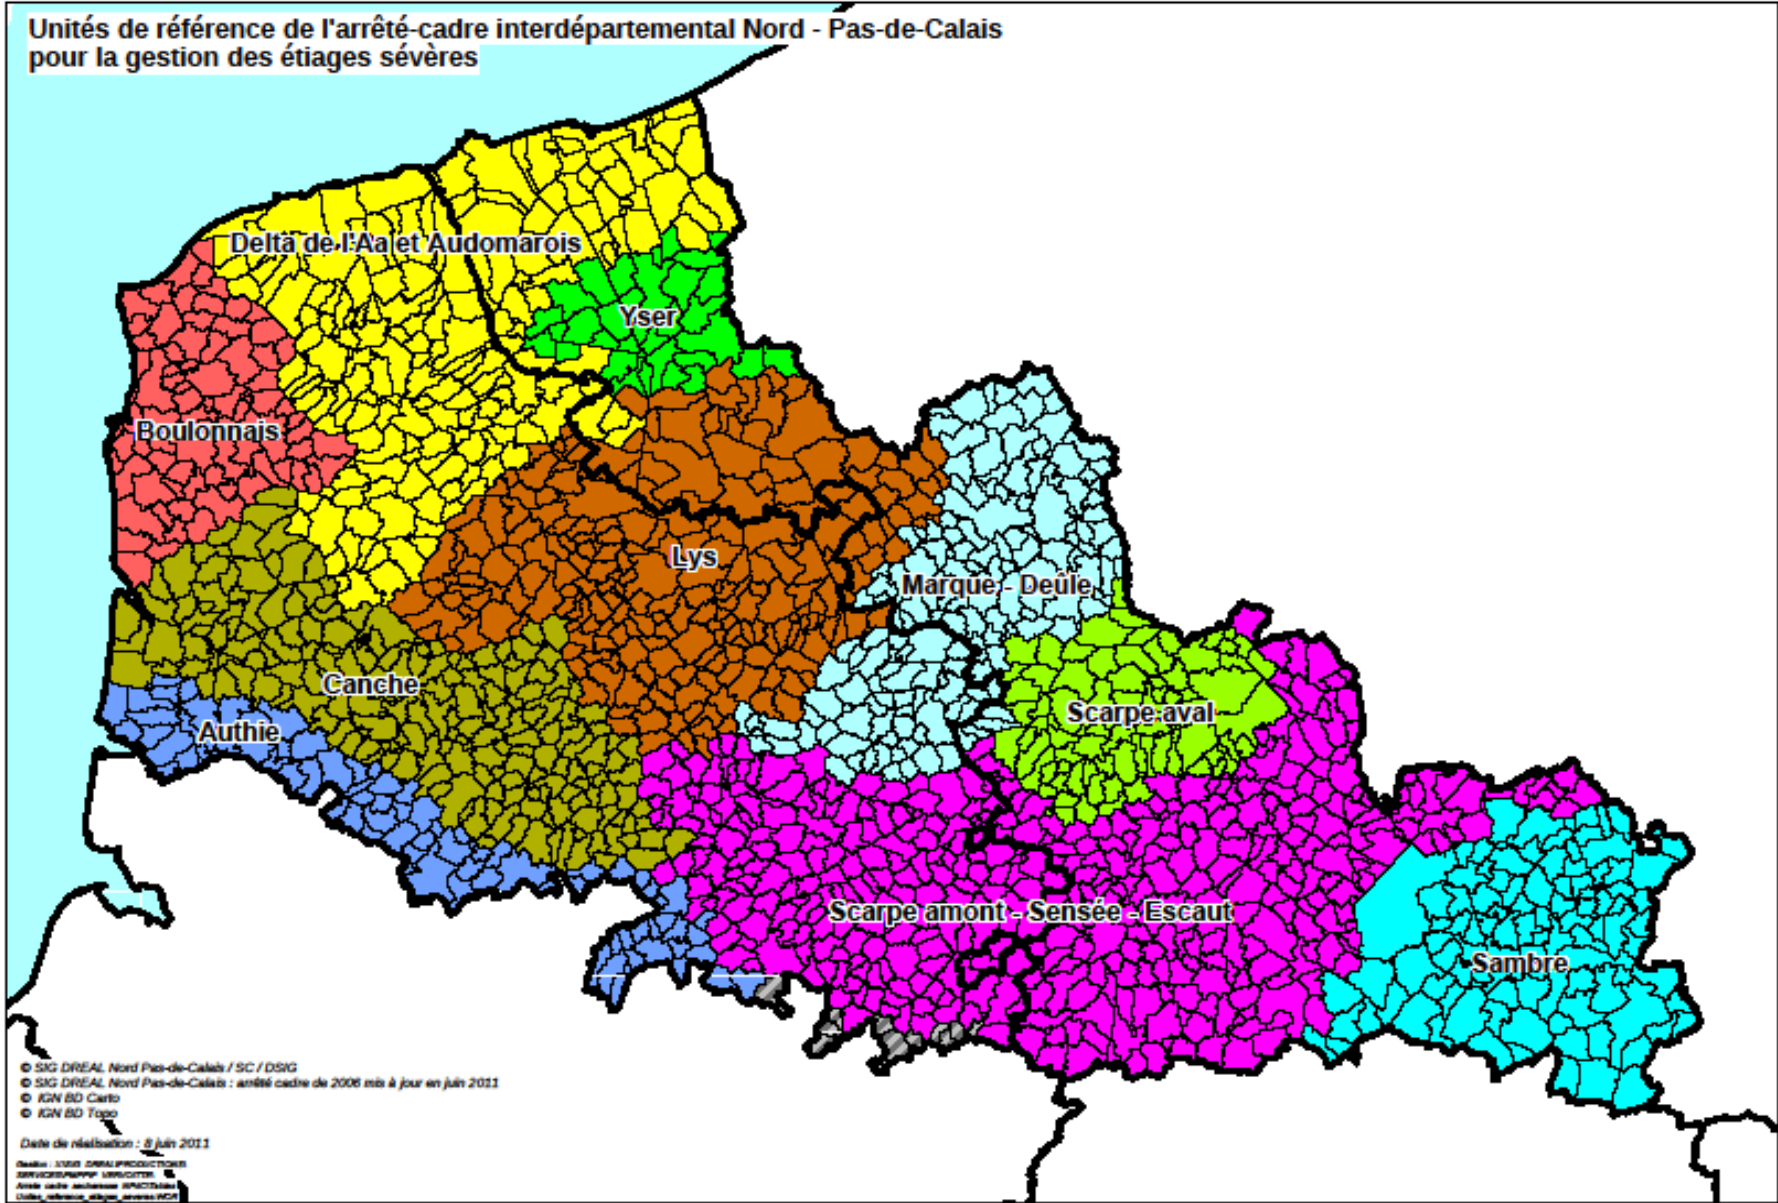 Unités de référence de l'arrêté-cadre interdépartemental Nord - Pas-de-Calais
pour la gestion des étiages sévères
Delta de l'Aa et Audomarois
Yser
Boulonnais
Lys
Marque - Deûle
Canche
Scarpe aval
Authie
Scarpe amont - Sensée - Escaut
Sambre
© SIG DREAL Nord Pas-de-Calais / SC / DSIG
© SIG DREAL Nord Pas-de-Calais : arrêté cadre de 2006 mis à jour en juin 2011
© IGN BD Carto
© IGN BD Topo
Date de réalisation : 8 juin 2011